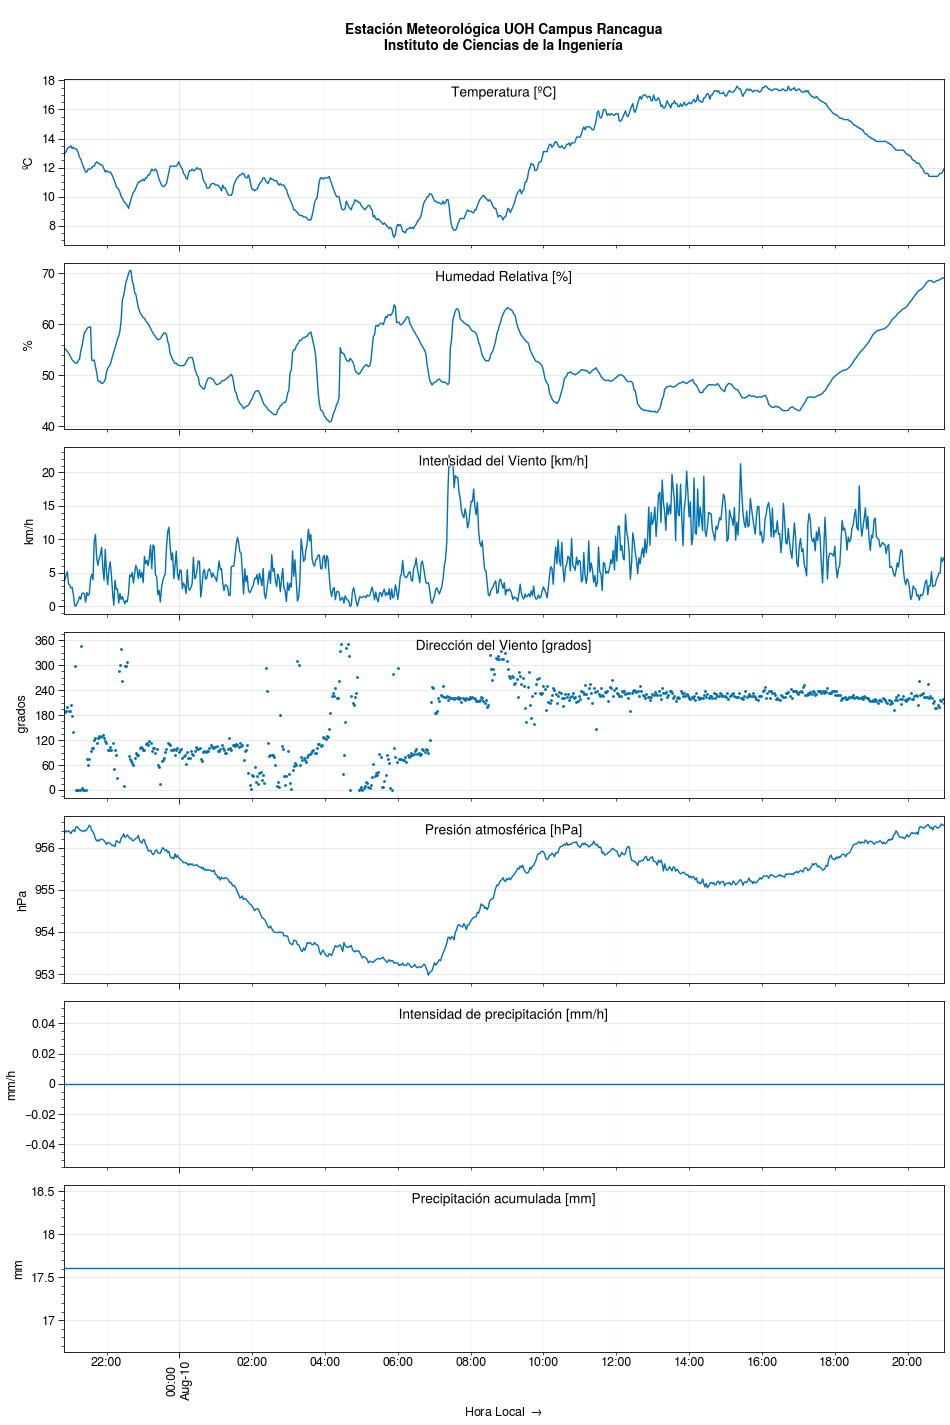 Estación Meteorológica UOH Campus Rancagua
Instituto de Ciencias de la Ingeniería
Temperatura [ºC]
ºC
18
16
14
12
10
8
Humedad Relativa [%]
%
70
60
50
40
Intensidad del Viento [km/h]
km/h
20
15
10
5
0
Dirección del Viento [grados]
grados
360
300
240
180
120
60
0
Presión atmosférica [hPa]
hPa
956
955
954
953
Intensidad de precipitación [mm/h]
mm/h
0.04
0.02
0
−0.02
−0.04
Precipitación acumulada [mm]
mm
18.5
18
17.5
17
22:00
00:00
Aug-10
02:00
04:00
06:00
08:00
10:00
12:00
14:00
16:00
18:00
20:00
Hora Local →